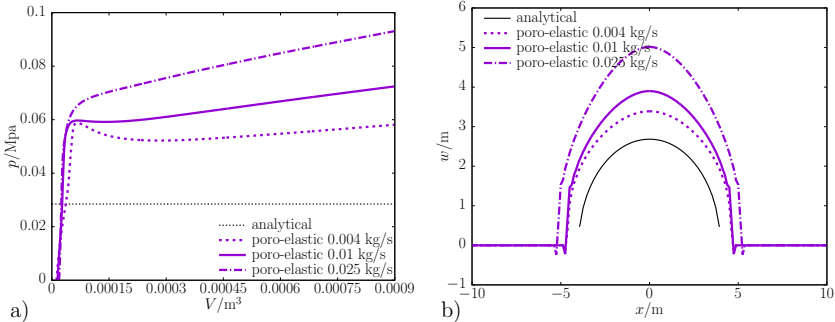 0.1
0.08
0.06
0.04
0.02
0
p/Mpa
analytical
poro-elastic 0.004 kg/s
poro-elastic 0.01 kg/s
poro-elastic 0.025 kg/s
0 0.00015 0.0003 0.00045 0.0006 0.00075 0.0009
V/m³
a)
6
5
4
3
2
1
0
−1
w/m
analytical
poro-elastic 0.004 kg/s
poro-elastic 0.01 kg/s
poro-elastic 0.025 kg/s
−10 −5 0 5 10
x/m
b)